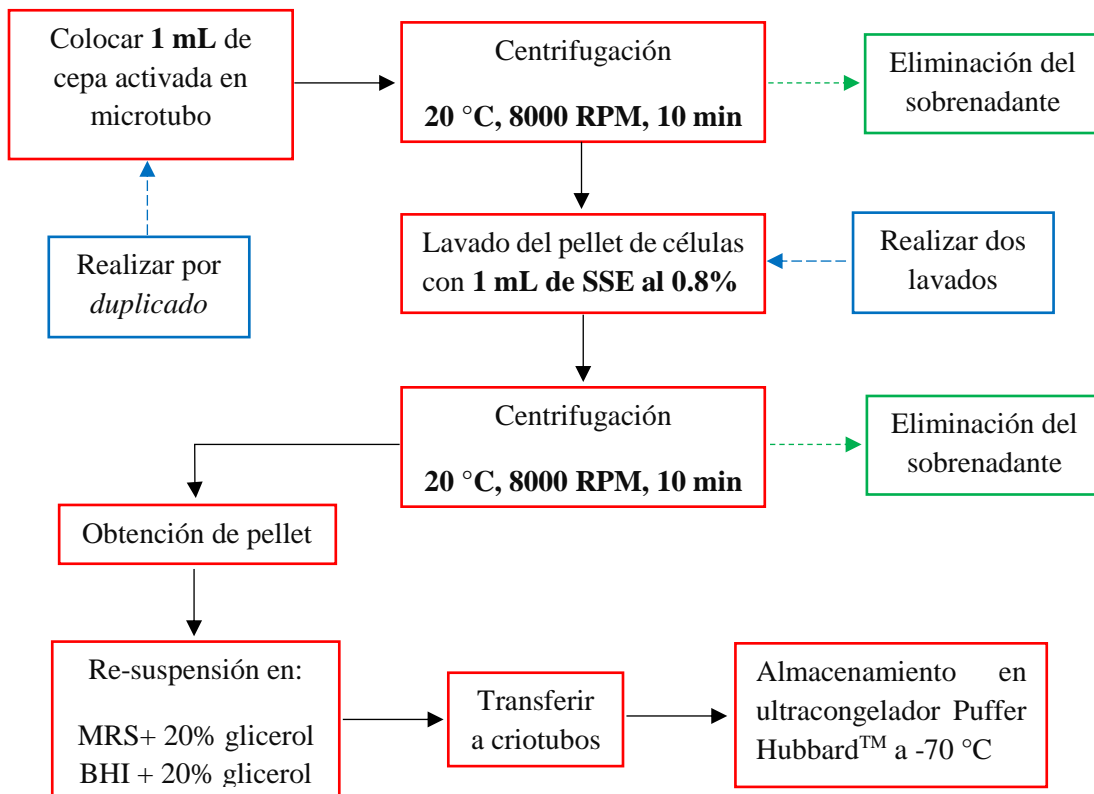 Colocar 1 mL de
cepa activada en
microtubo
Centrifugación
20 °C, 8000 RPM, 10 min
Eliminación del
sobrenadante
Realizar por
duplicado
Lavado del pellet de células
con 1 mL de SSE al 0.8%
Realizar dos
lavados
Centrifugación
20 °C, 8000 RPM, 10 min
Eliminación del
sobrenadante
Obtención de pellet
Re-suspensión en:
MRS+ 20% glicerol
BHI + 20% glicerol
Transferir
a criotubos
Almacenamiento en
ultracongelador Puffer
Hubbard™ a -70 °C